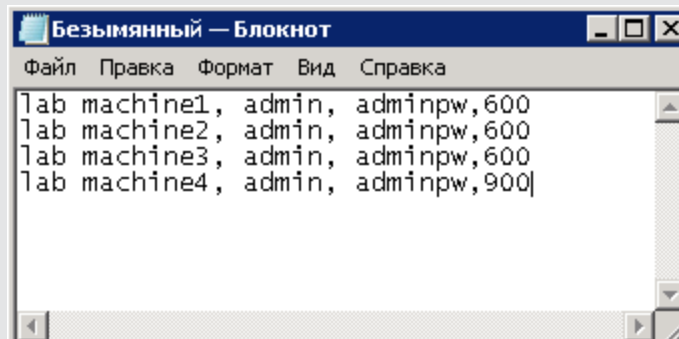 Безымянный — Блокнот
Файл Правка Формат Вид Справка
lab machine1, admin, adminpw,600
lab machine2, admin, adminpw,600
lab machine3, admin, adminpw,600
lab machine4, admin, adminpw,900